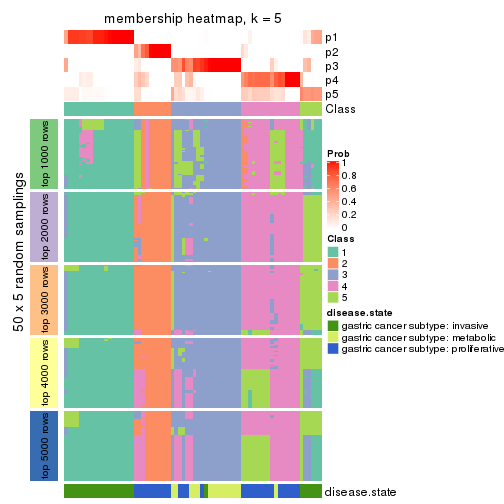 membership heatmap, k = 5
p1
p2
p3
p4
p5
Class
50 x 5 random samplings
top 1000 rows
top 2000 rows
top 3000 rows
top 4000 rows
top 5000 rows
Prob
1
0.8
0.6
0.4
0.2
0
Class
1
2
3
4
5
disease.state
gastric cancer subtype: invasive
gastric cancer subtype: metabolic
gastric cancer subtype: proliferative
disease.state